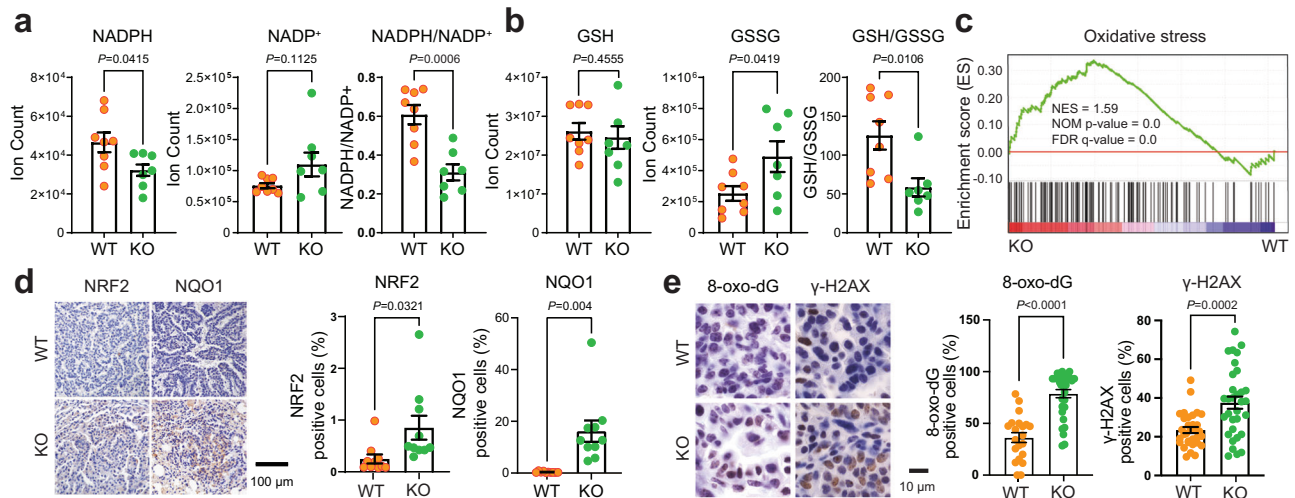 a
NADPH
P=0.0415
Ion Count
8×10⁴
6×10⁴
4×10⁴
2×10⁴
0
WT KO
NADP⁺
P=0.1125
Ion Count
2.5×10⁵
2.0×10⁵
1.5×10⁵
1.0×10⁵
5.0×10⁴
0.0
WT KO
NADPH/NADP⁺
P=0.0006
NADPH/NADP+
0.8
0.6
0.4
0.2
0.0
WT KO
b
GSH
P=0.4555
Ion Count
4×10⁷
3×10⁷
2×10⁷
1×10⁷
0
WT KO
GSSG
P=0.0419
Ion Count
1×10⁶
8×10⁵
6×10⁵
4×10⁵
2×10⁵
0
WT KO
GSH/GSSG
P=0.0106
GSH/GSSG
200
150
100
50
0
WT KO
c
Oxidative stress
Enrichment score (ES)
0.30
0.20
0.10
0.00
-0.10
NES = 1.59
NOM p-value = 0.0
FDR q-value = 0.0
KO WT
d
NRF2 NQO1
WT
KO
100 μm
NRF2
P=0.0321
NRF2
positive cells (%)
3
2
1
0
WT KO
NQO1
P=0.004
NQO1
positive cells (%)
100
80
60
40
20
0
WT KO
e
8-oxo-dG γ-H2AX
WT
KO
10 μm
8-oxo-dG
P<0.0001
8-oxo-dG
positive cells (%)
150
100
50
0
WT KO
γ-H2AX
P=0.0002
γ-H2AX
positive cells (%)
80
60
40
20
0
WT KO